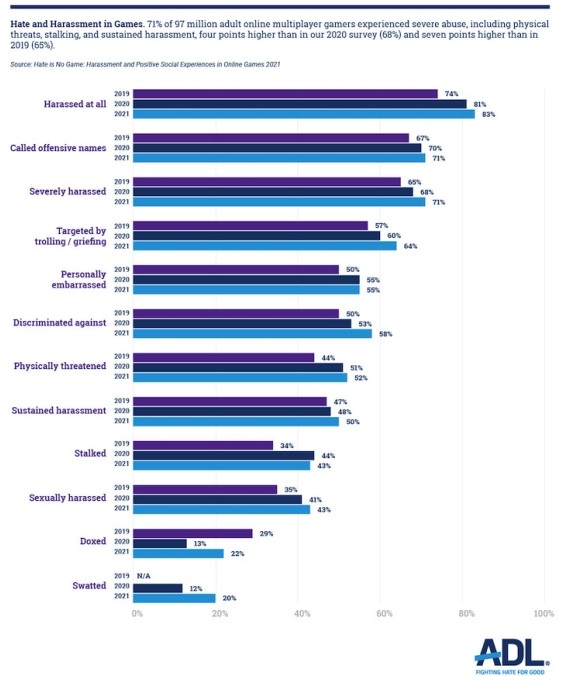 Hate and Harassment in Games. 71% of 97 million adult online multiplayer gamers experienced severe abuse, including physical
threats, stalking, and sustained harassment, four points higher than in our 2020 survey (68%) and seven points higher than in
2019 (65%).
Source: Hate is No Game: Harassment and Positive Social Experiences in Online Games 2021
Harassed at all
2019 74%
2020 81%
2021 83%
Called offensive names
2019 67%
2020 70%
2021 71%
Severely harassed
2019 65%
2020 68%
2021 71%
Targeted by
trolling / griefing
2019 57%
2020 60%
2021 64%
Personally
embarrassed
2019 50%
2020 55%
2021 55%
Discriminated against
2019 50%
2020 53%
2021 58%
Physically threatened
2019 44%
2020 51%
2021 52%
Sustained harassment
2019 47%
2020 48%
2021 50%
Stalked
2019 34%
2020 44%
2021 43%
Sexually harassed
2019 35%
2020 41%
2021 43%
Doxed
2019 29%
2020 13%
2021 22%
Swatted
2019 N/A
2020 12%
2021 20%
0% 20% 40% 60% 80% 100%
ADL®
FIGHTING HATE FOR GOOD